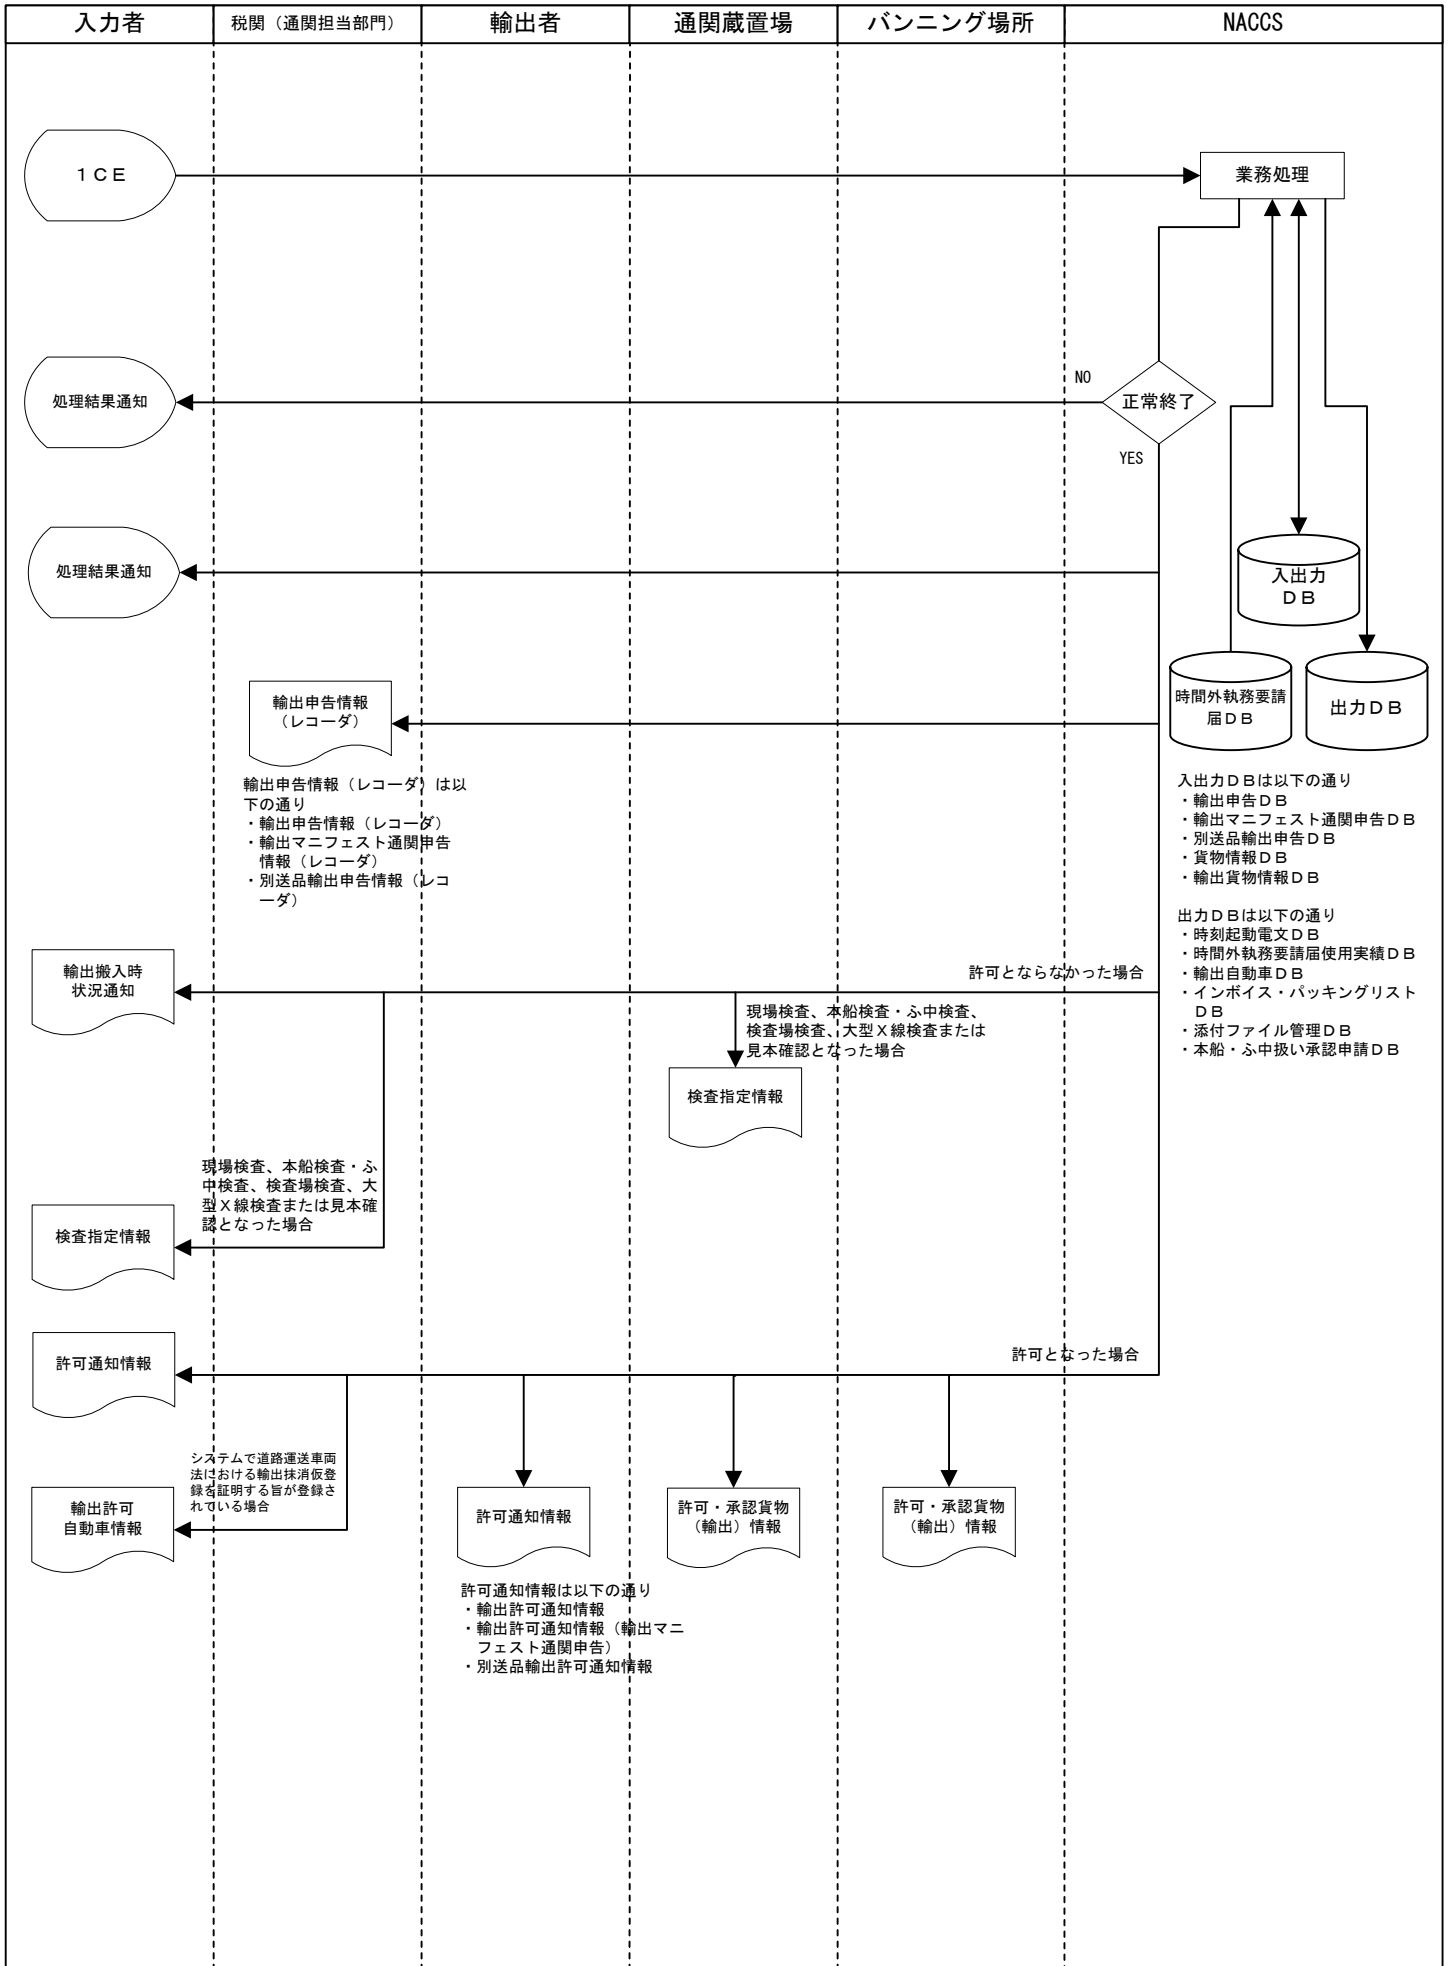 入力者
税関（通関担当部門）
輸出者
通関蔵置場
バンニング場所
NACCS
１ＣＥ
業務処理
処理結果通知
NO
正常終了
YES
処理結果通知
入出力
ＤＢ
時間外執務要請
届ＤＢ
出力ＤＢ
輸出申告情報
（レコーダ）
輸出申告情報（レコーダ）は以
下の通り
・輸出申告情報（レコーダ）
・輸出マニフェスト通関申告
情報（レコーダ）
・別送品輸出申告情報（レコ
ーダ）
入出力ＤＢは以下の通り
・輸出申告ＤＢ
・輸出マニフェスト通関申告ＤＢ
・別送品輸出申告ＤＢ
・貨物情報ＤＢ
・輸出貨物情報ＤＢ
出力ＤＢは以下の通り
・時刻起動電文ＤＢ
・時間外執務要請届使用実績ＤＢ
・輸出自動車ＤＢ
・インボイス・パッキングリスト
ＤＢ
・添付ファイル管理ＤＢ
・本船・ふ中扱い承認申請ＤＢ
輸出搬入時
状況通知
許可とならなかった場合
現場検査、本船検査・ふ中検査、
検査場検査、大型Ｘ線検査または
見本確認となった場合
検査指定情報
現場検査、本船検査・ふ
中検査、検査場検査、大
型Ｘ線検査または見本確
認となった場合
検査指定情報
許可となった場合
許可通知情報
システムで道路運送車両
法における輸出抹消仮登
録を証明する旨が登録さ
れている場合
輸出許可
自動車情報
許可通知情報
許可・承認貨物
（輸出）情報
許可・承認貨物
（輸出）情報
許可通知情報は以下の通り
・輸出許可通知情報
・輸出許可通知情報（輸出マニ
フェスト通関申告）
・別送品輸出許可通知情報